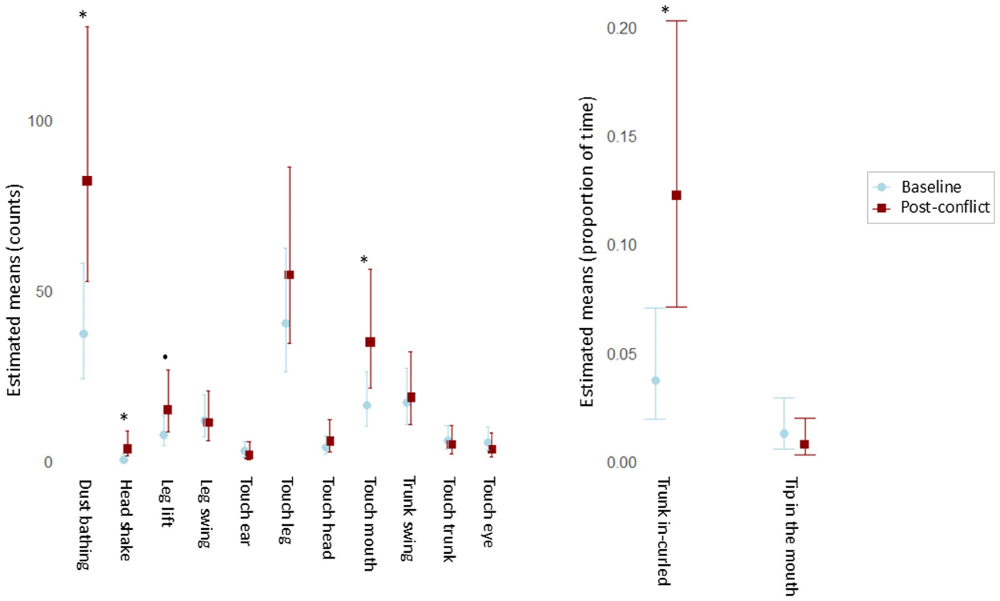 Estimated means (counts)
100
50
0
*
*
•
*
Dust bathing
Head shake
Leg lift
Leg swing
Touch ear
Touch leg
Touch head
Touch mouth
Trunk swing
Touch trunk
Touch eye
Estimated means (proportion of time)
0.20
0.15
0.10
0.05
0.00
*
Trunk in-curled
Tip in the mouth
Baseline
Post-conflict